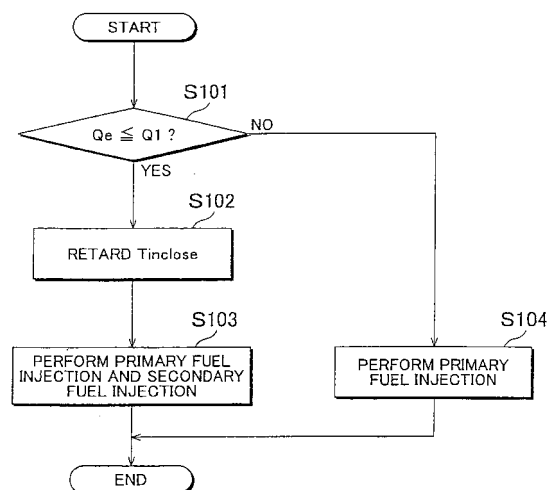 START
S101
Qe ≦ Q1 ?
NO
YES
S102
RETARD Tinclose
S103
PERFORM PRIMARY FUEL
INJECTION AND SECONDARY
FUEL INJECTION
S104
PERFORM PRIMARY
FUEL INJECTION
END